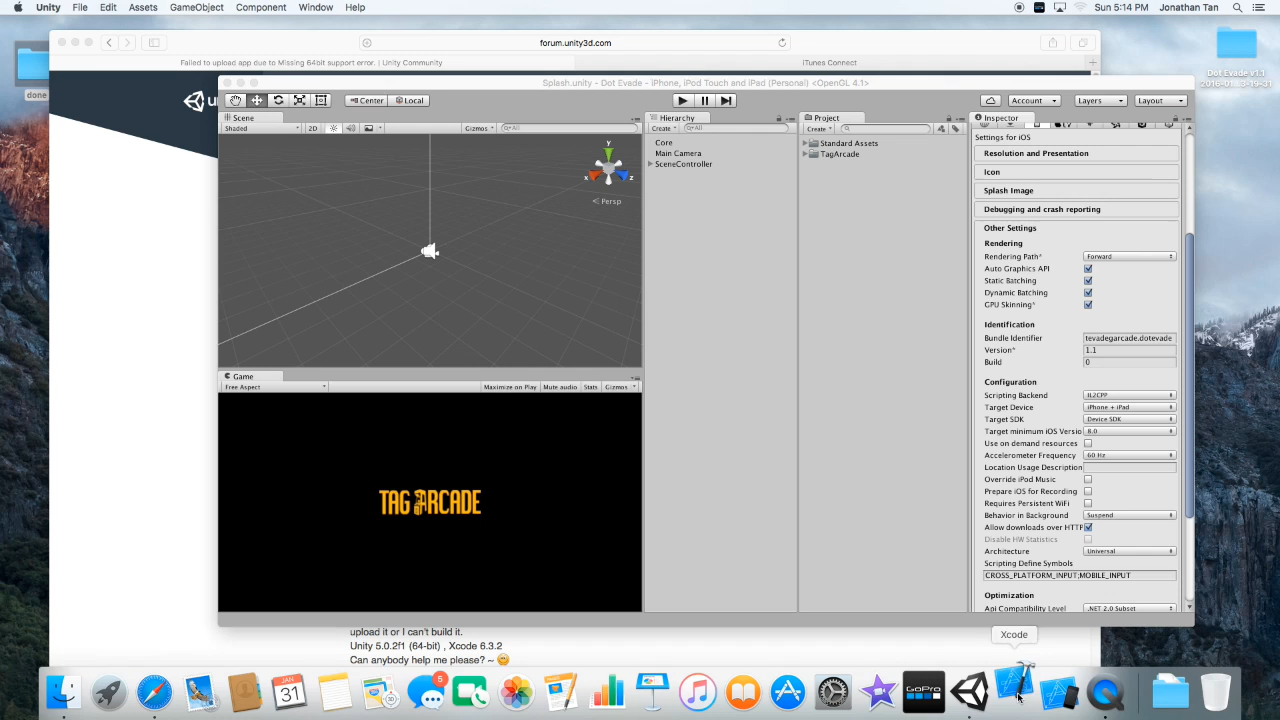 Unity File Edit Assets GameObject Component Window Help Sun 5:14 PM Jonathan Tan
forum.unity3d.com
Failed to upload app due to Missing 64bit support error. | Unity Community iTunes Connect
done
Dot Evade v1.1
Splash.unity - Dot Evade - iPhone, iPod Touch and iPad (Personal) <OpenGL 4.1>
Center Local Account Layers Layout
Scene Hierarchy Project Inspector
Shaded 2D Gizmos All Create All Create
Core
Main Camera
SceneController
Standard Assets
TagArcade
y
x
z
Persp
Settings for iOS
Resolution and Presentation
Icon
Splash Image
Debugging and crash reporting
Other Settings
Rendering
Rendering Path* Forward
Auto Graphics API
Static Batching
Dynamic Batching
GPU Skinning*
Identification
Bundle Identifier tevadegarcade.dotevade
Version* 1.1
Build 0
Configuration
Scripting Backend IL2CPP
Target Device iPhone + iPad
Target SDK Device SDK
Target minimum iOS Versio 8.0
Use on demand resources
Accelerometer Frequency 60 Hz
Location Usage Description
Override iPod Music
Prepare iOS for Recording
Requires Persistent WiFi
Behavior in Background Suspend
Allow downloads over HTTP
Disable HW Statistics
Architecture Universal
Scripting Define Symbols
CROSS_PLATFORM_INPUT;MOBILE_INPUT
Optimization
Api Compatibility Level .NET 2.0 Subset
Game
Free Aspect Maximize on Play Mute audio Stats Gizmos
TAG ARCADE
upload it or I can't build it.
Unity 5.0.2f1 (64-bit) , Xcode 6.3.2
Can anybody help me please? ~
Xcode
5
31
GoPro